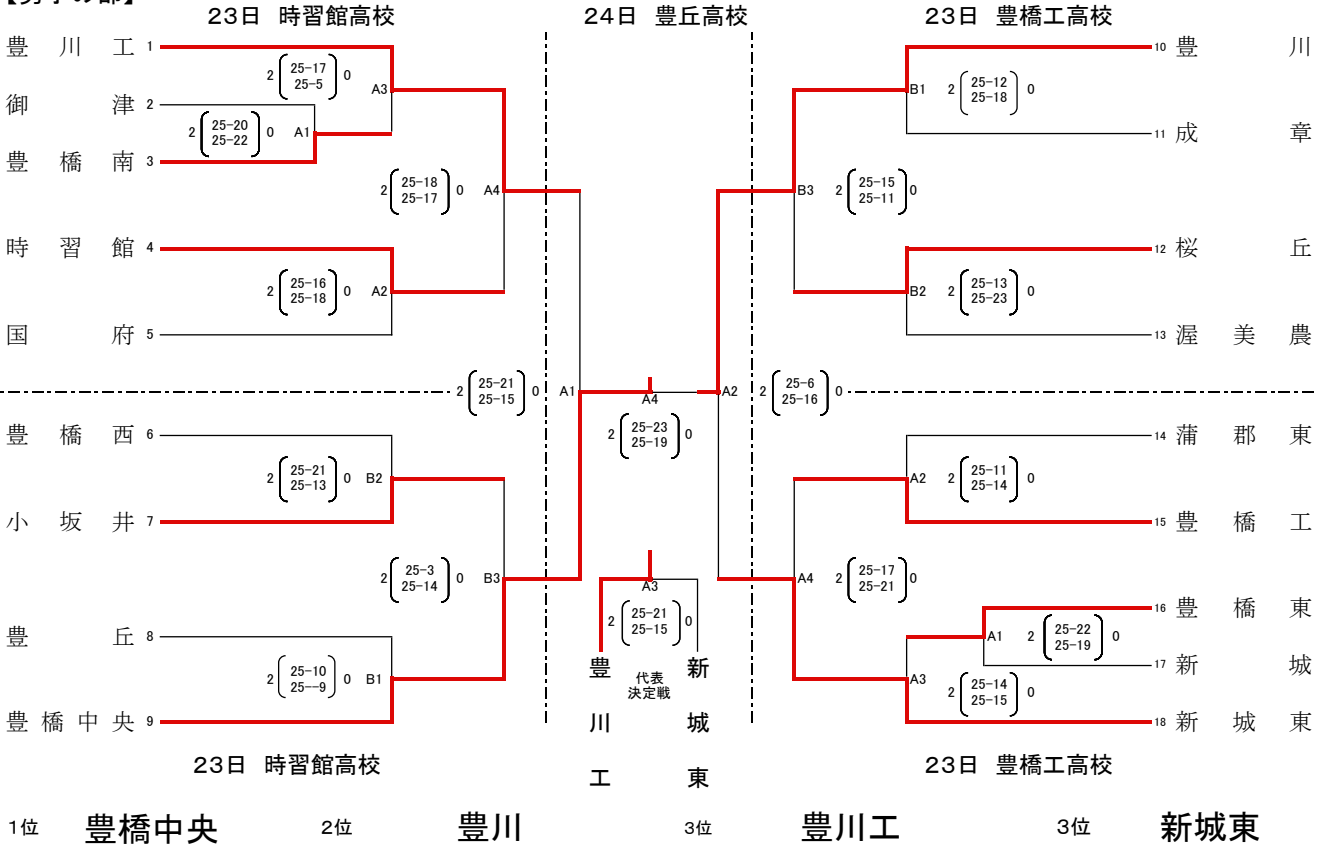 23日 時習館高校 24日 豊丘高校 23日 豊橋工高校
豊川工 1
2 25-17 25-5 0 A3
御津 2
2 25-20 25-22 0 A1
豊橋南 3
2 25-18 25-17 0 A4
時習館 4
2 25-16 25-18 0 A2
国府 5
2 25-21 25-15 0 A1
豊橋西 6
2 25-21 25-13 0 B2
小坂井 7
2 25-3 25-14 0 B3
豊丘 8
2 25-10 25--9 0 B1
豊橋中央 9
23日 時習館高校
A4
2 25-23 25-19 0
A3
2 25-21 25-15 0
豊川工
代表
決定戦
新城東
10 豊川
B1 2 25-12 25-18 0
11 成章
B3 2 25-15 25-11 0
12 桜丘
B2 2 25-13 25-23 0
13 渥美農
A2 2 25-6 25-16 0
14 蒲郡東
A2 2 25-11 25-14 0
15 豊橋工
A4 2 25-17 25-21 0
16 豊橋東
A1 2 25-22 25-19 0
17 新城
A3 2 25-14 25-15 0
18 新城東
23日 豊橋工高校
1位 豊橋中央 2位 豊川 3位 豊川工 3位 新城東